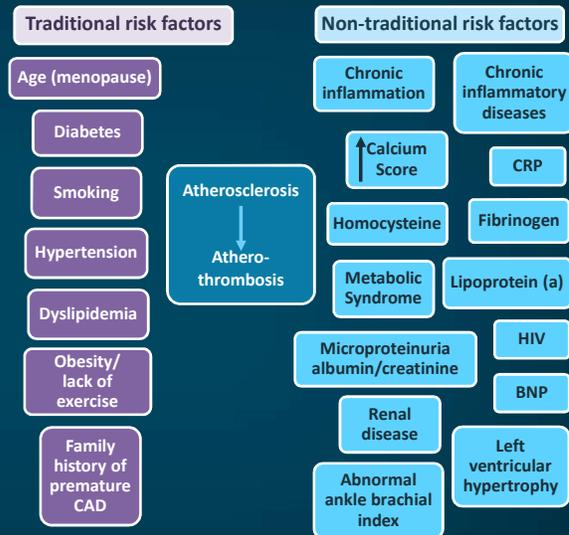 Traditional risk factors
Age (menopause)
Diabetes
Smoking
Hypertension
Dyslipidemia
Obesity/
lack of
exercise
Family
history of
premature
CAD
Atherosclerosis
Athero-
thrombosis
Non-traditional risk factors
Chronic
inflammation
Chronic
inflammatory
diseases
Calcium
Score
CRP
Homocysteine
Fibrinogen
Metabolic
Syndrome
Lipoprotein (a)
Microproteinuria
albumin/creatinine
HIV
BNP
Renal
disease
Left
ventricular
hypertrophy
Abnormal
ankle brachial
index